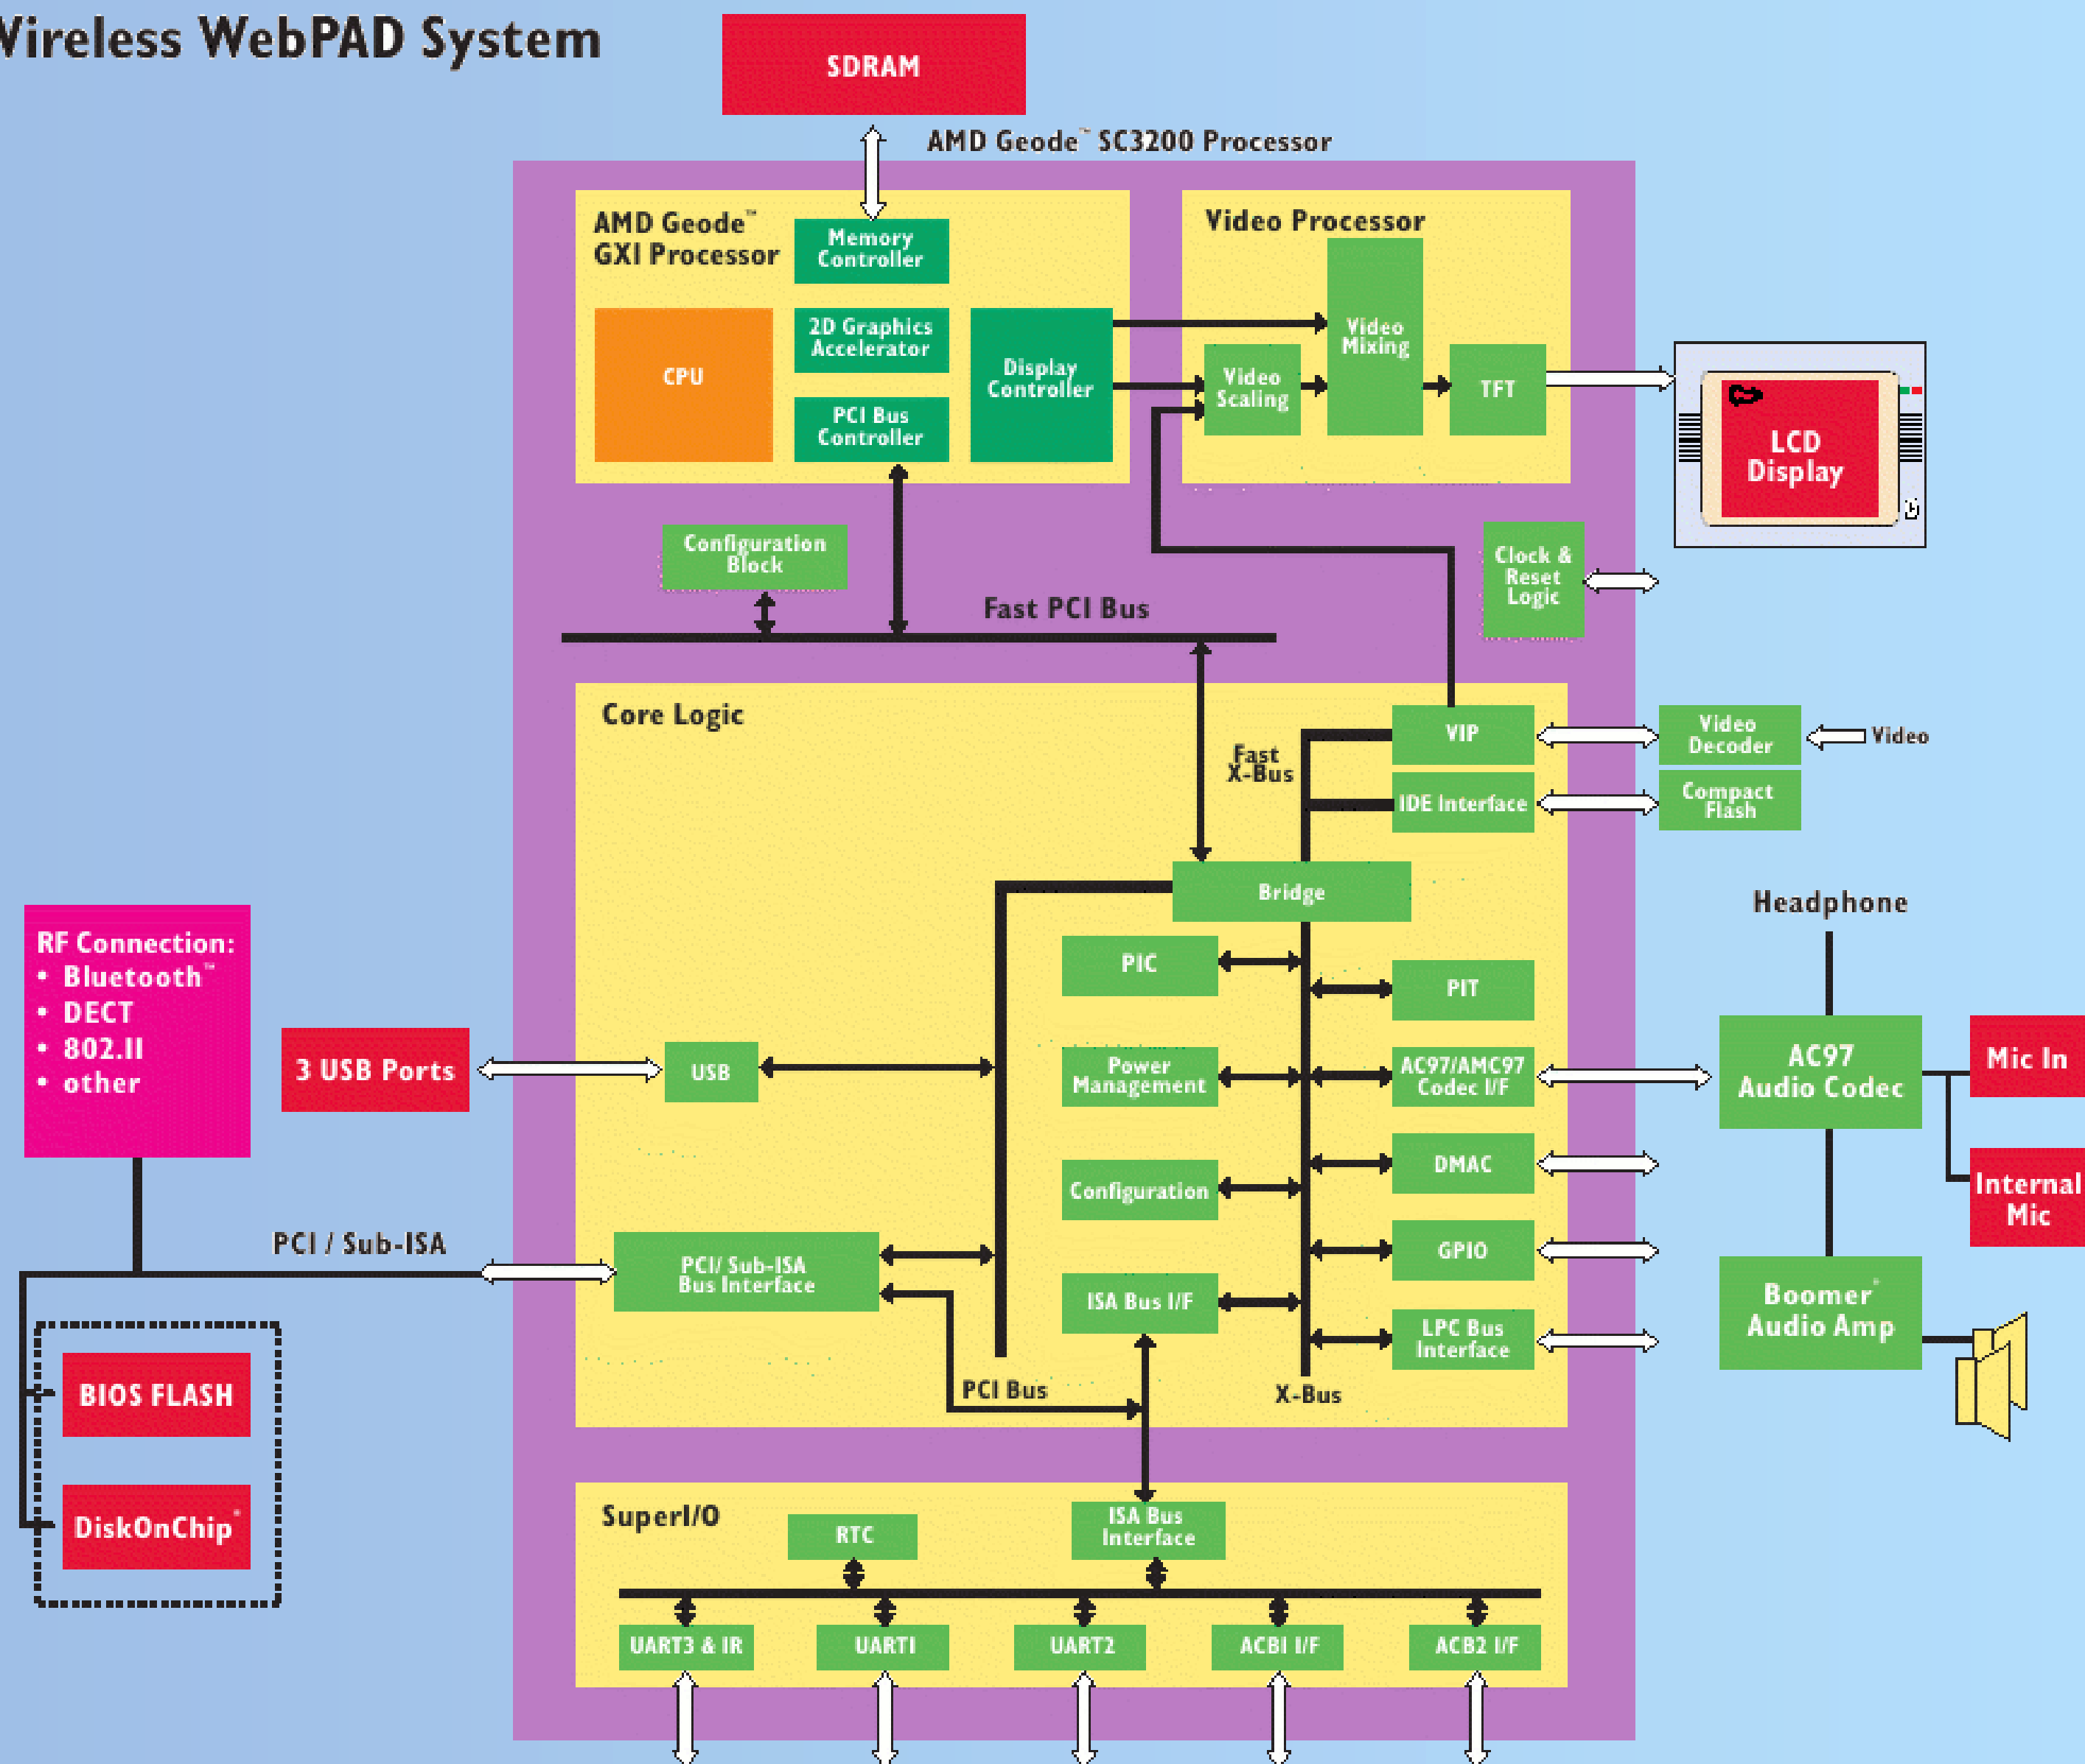 Wireless WebPAD System
SDRAM
AMD Geode™ SC3200 Processor
AMD Geode™
GXI Processor
Memory
Controller
CPU
2D Graphics
Accelerator
PCI Bus
Controller
Display
Controller
Video Processor
Video
Scaling
Video
Mixing
TFT
LCD
Display
Configuration
Block
Fast PCI Bus
Clock &
Reset
Logic
Core Logic
Fast
X-Bus
VIP
Video
Decoder
Video
IDE Interface
Compact
Flash
Bridge
PIC
PIT
Power
Management
AC97/AMC97
Codec I/F
DMAC
Configuration
GPIO
ISA Bus I/F
LPC Bus
Interface
X-Bus
PCI Bus
USB
PCI/ Sub-ISA
Bus Interface
RF Connection:
• Bluetooth™
• DECT
• 802.II
• other
3 USB Ports
PCI / Sub-ISA
BIOS FLASH
DiskOnChip®
Headphone
AC97
Audio Codec
Mic In
Internal
Mic
Boomer®
Audio Amp
SuperI/O
RTC
ISA Bus
Interface
UART3 & IR
UART1
UART2
ACB1 I/F
ACB2 I/F